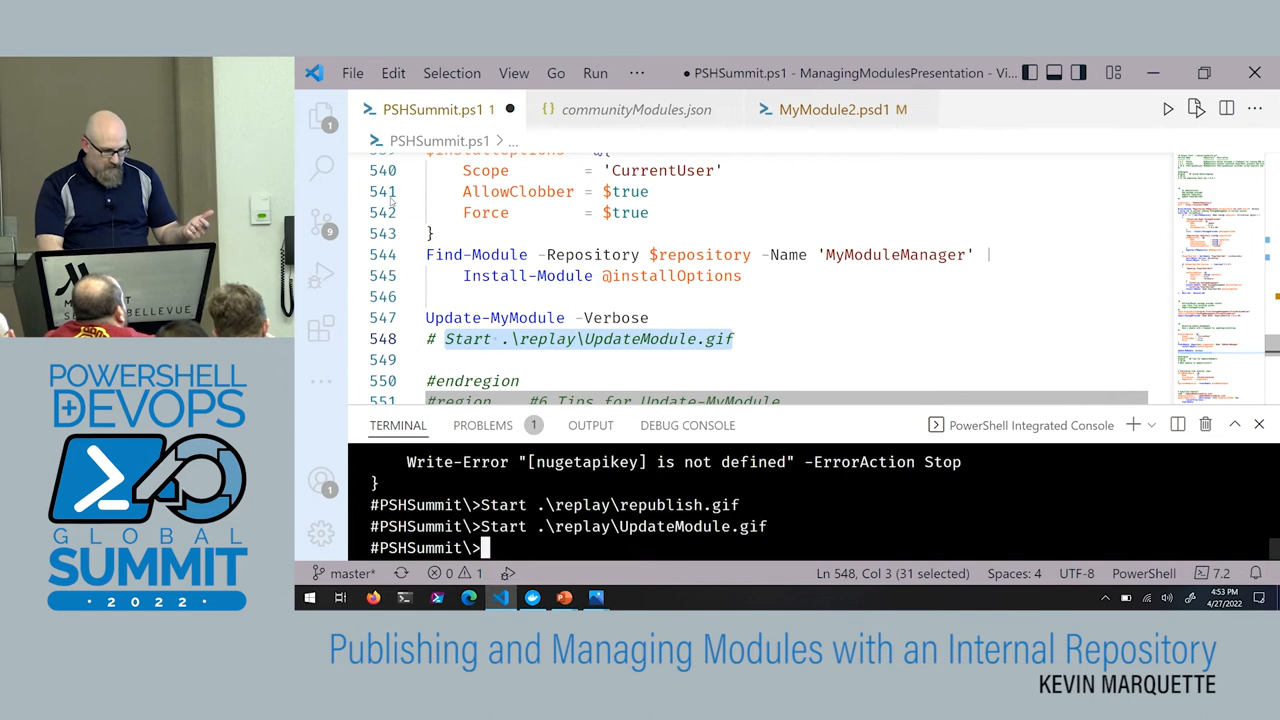 File Edit Selection View Go Run ··· ● PSHSummit.ps1 - ManagingModulesPresentation - Vi...
PSHSummit.ps1 1 ● {} communityModules.json MyModule2.psd1 M
PSHSummit.ps1 > ...
540 Scope = 'CurrentUser'
541 AllowClobber = $true
542 Force = $true
543
544 Find-Module -Repository $repository -Name 'MyModuleManager' |
545 Install-Module @installOptions
546
547 Update-Module -Verbose
548 # Start .\replay\UpdateModule.gif
550 #endregion
551
TERMINAL PROBLEMS 1 OUTPUT DEBUG CONSOLE PowerShell Integrated Console
Write-Error "[nugetapikey] is not defined" -ErrorAction Stop
}
#PSHSummit\>Start .\replay\republish.gif
#PSHSummit\>Start .\replay\UpdateModule.gif
#PSHSummit\>
master* 0 1 Ln 548, Col 3 (31 selected) Spaces: 4 UTF-8 PowerShell 7.2
4:53 PM
4/27/2022
BELLEVUE
POWERSHELL
DEVOPS
GLOBAL
SUMMIT
· 2022 ·
Publishing and Managing Modules with an Internal Repository
KEVIN MARQUETTE